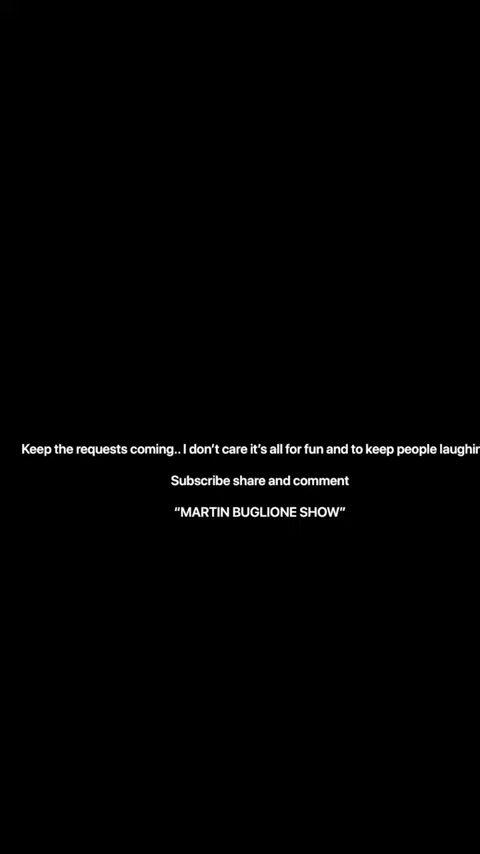 Keep the requests coming.. I don’t care it’s all for fun and to keep people
Subscribe share and comment
“MARTIN BUGLIONE SHOW”